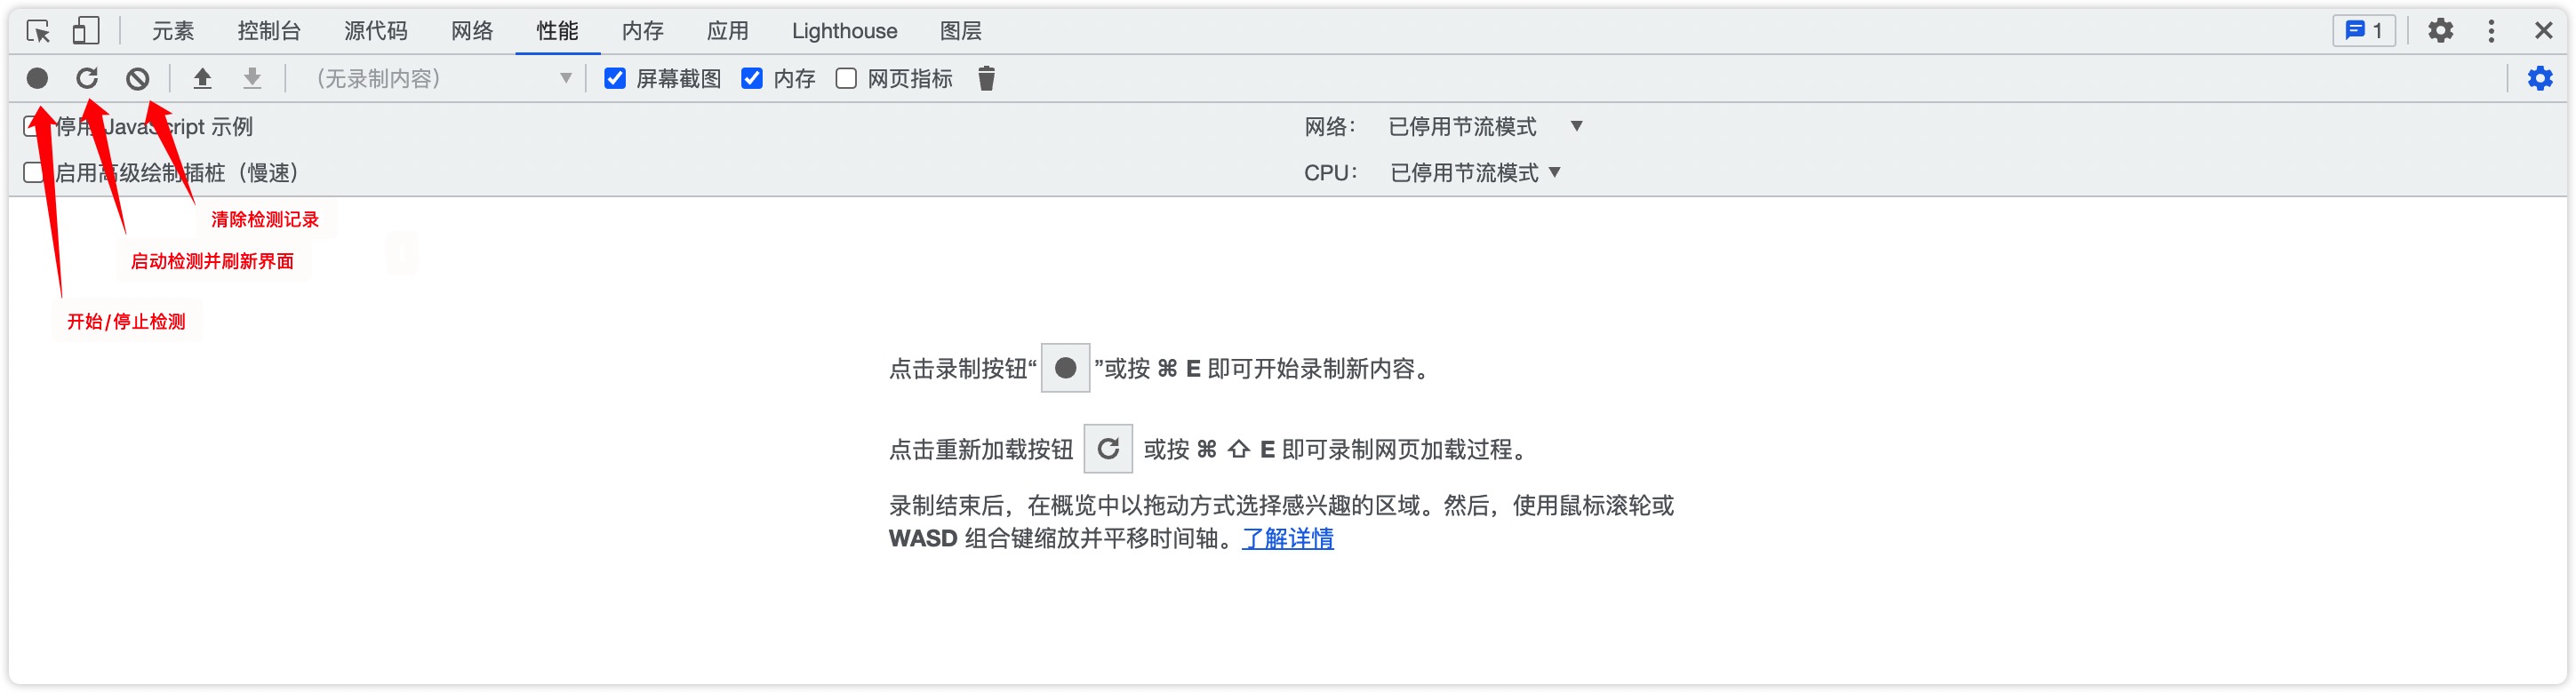 元素 控制台 源代码 网络 性能 内存 应用 Lighthouse 图层 1
（无录制内容） 屏幕截图 内存 网页指标
停用 JavaScript 示例 网络： 已停用节流模式
启用高级绘制插桩（慢速） CPU： 已停用节流模式
清除检测记录
启动检测并刷新界面
开始/停止检测
点击录制按钮“ ”或按 ⌘ E 即可开始录制新内容。
点击重新加载按钮 或按 ⌘ ⇧ E 即可录制网页加载过程。
录制结束后，在概览中以拖动方式选择感兴趣的区域。然后，使用鼠标滚轮或
WASD 组合键缩放并平移时间轴。了解详情